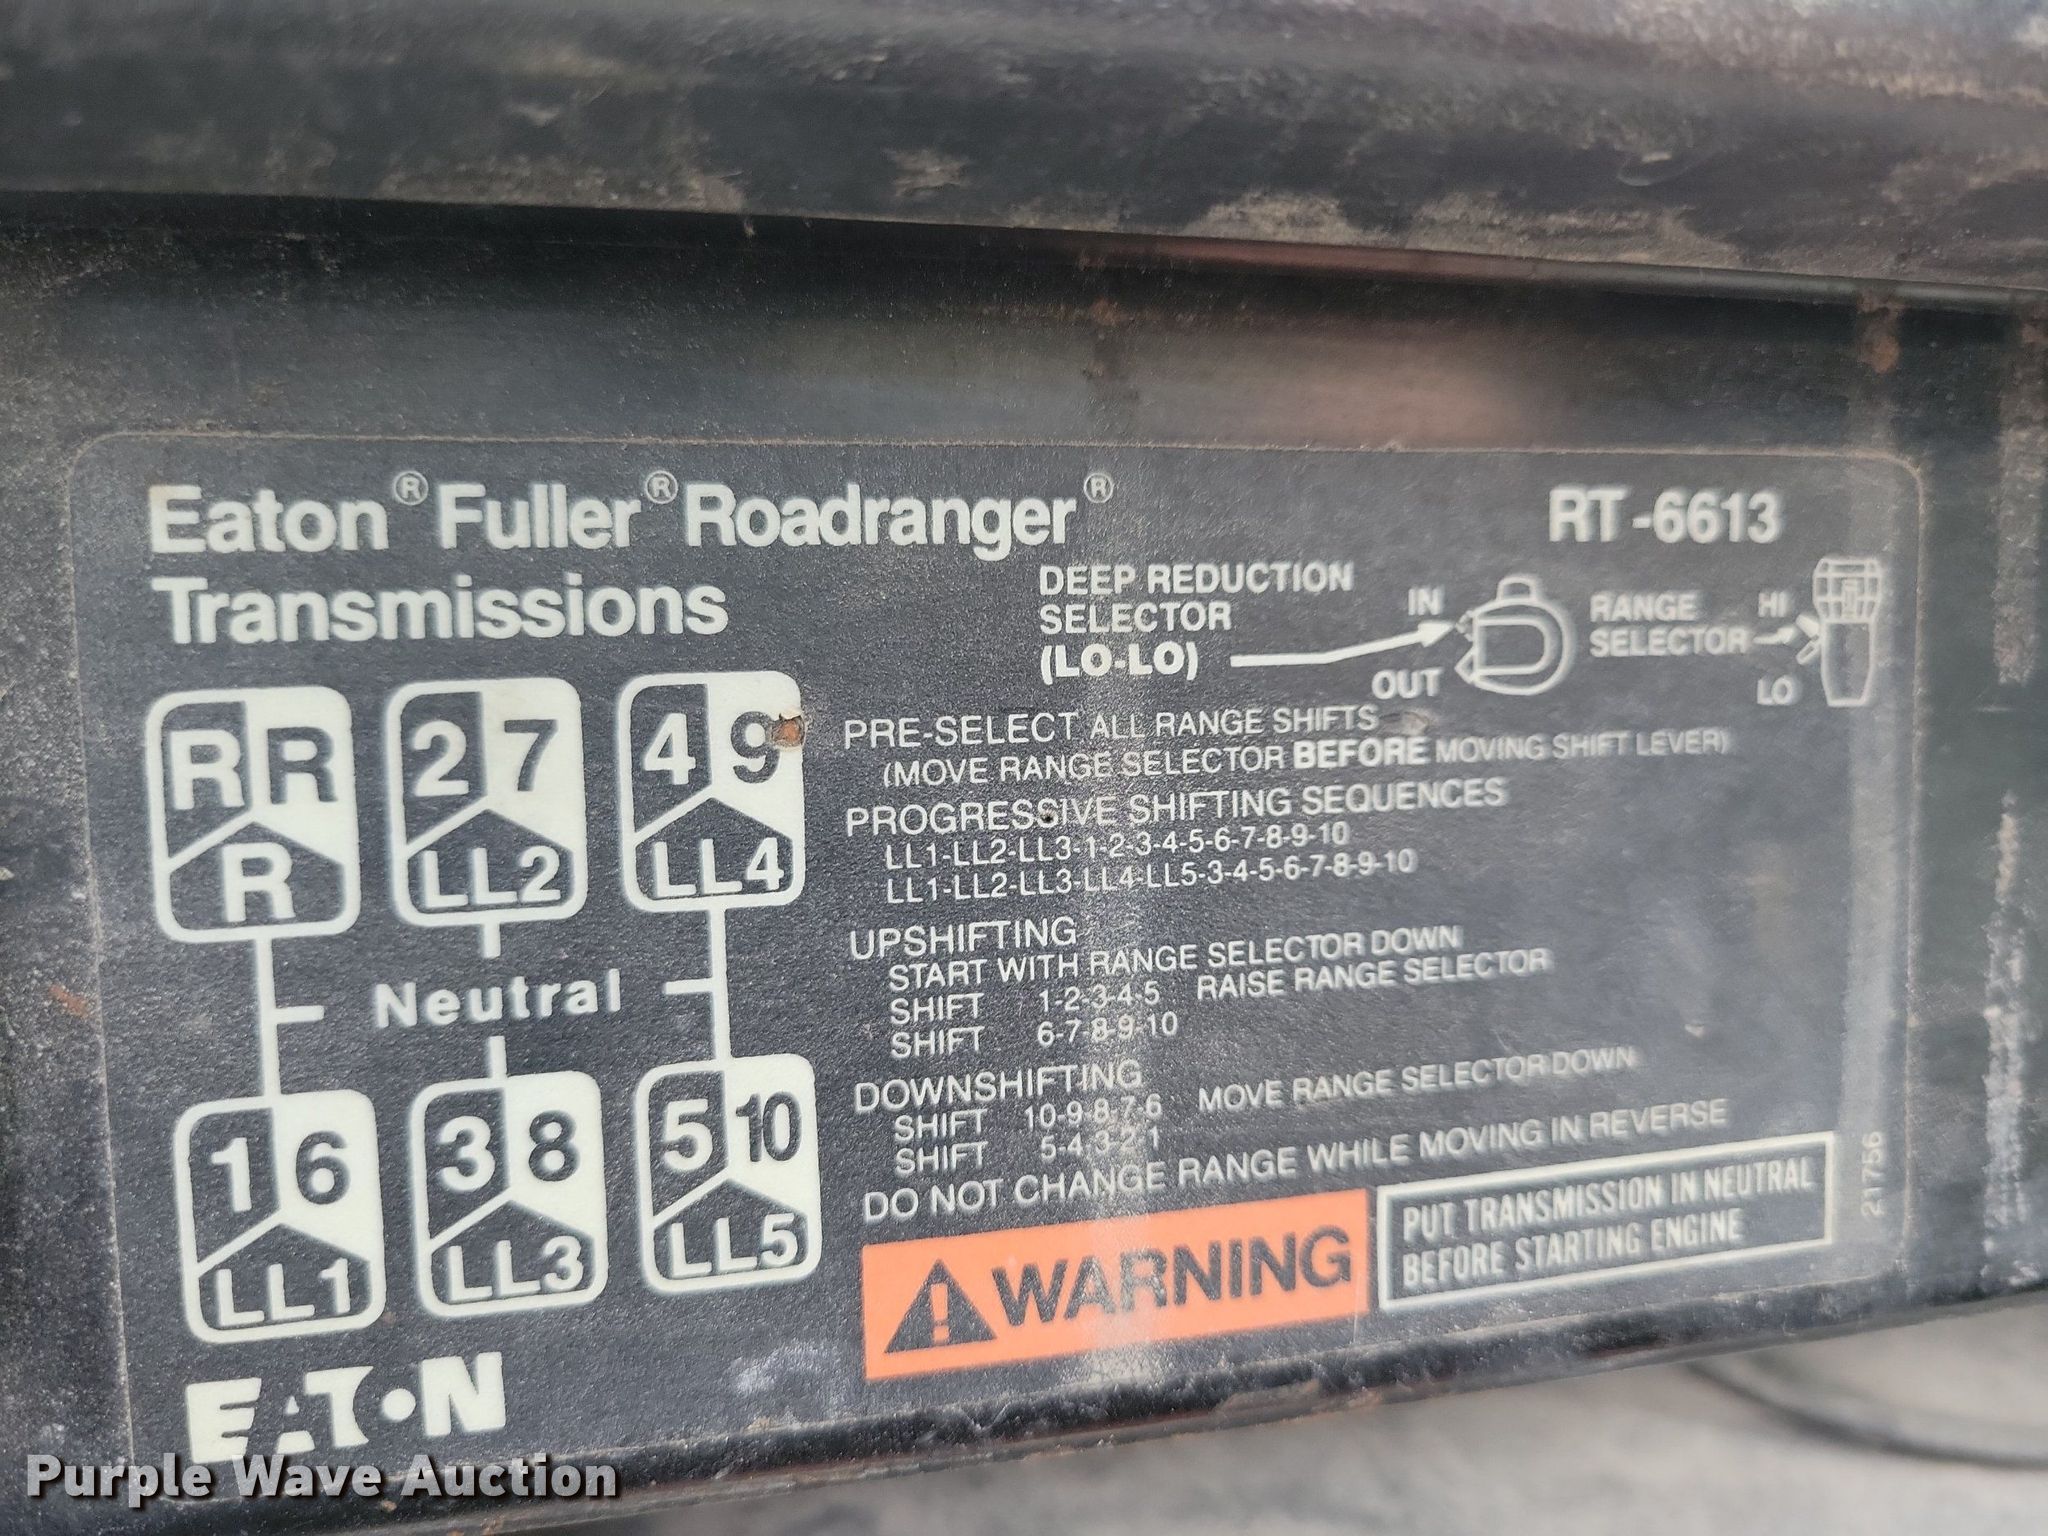 Eaton® Fuller® Roadranger®
Transmissions
RT-6613
DEEP REDUCTION
SELECTOR
(LO-LO)
IN
OUT
RANGE
SELECTOR
HI
LO
R R
R
2 7
LL2
4 9
LL4
Neutral
1 6
LL1
3 8
LL3
5 10
LL5
EATON
PRE-SELECT ALL RANGE SHIFTS
(MOVE RANGE SELECTOR BEFORE MOVING SHIFT LEVER)
PROGRESSIVE SHIFTING SEQUENCES
LL1-LL2-LL3-1-2-3-4-5-6-7-8-9-10
LL1-LL2-LL3-LL4-LL5-3-4-5-6-7-8-9-10
UPSHIFTING
START WITH RANGE SELECTOR DOWN
SHIFT 1-2-3-4-5 RAISE RANGE SELECTOR
SHIFT 6-7-8-9-10
DOWNSHIFTING
SHIFT 10-9-8-7-6 MOVE RANGE SELECTOR DOWN
SHIFT 5-4-3-2-1
DO NOT CHANGE RANGE WHILE MOVING IN REVERSE
WARNING
PUT TRANSMISSION IN NEUTRAL
BEFORE STARTING ENGINE
21756
Purple Wave Auction